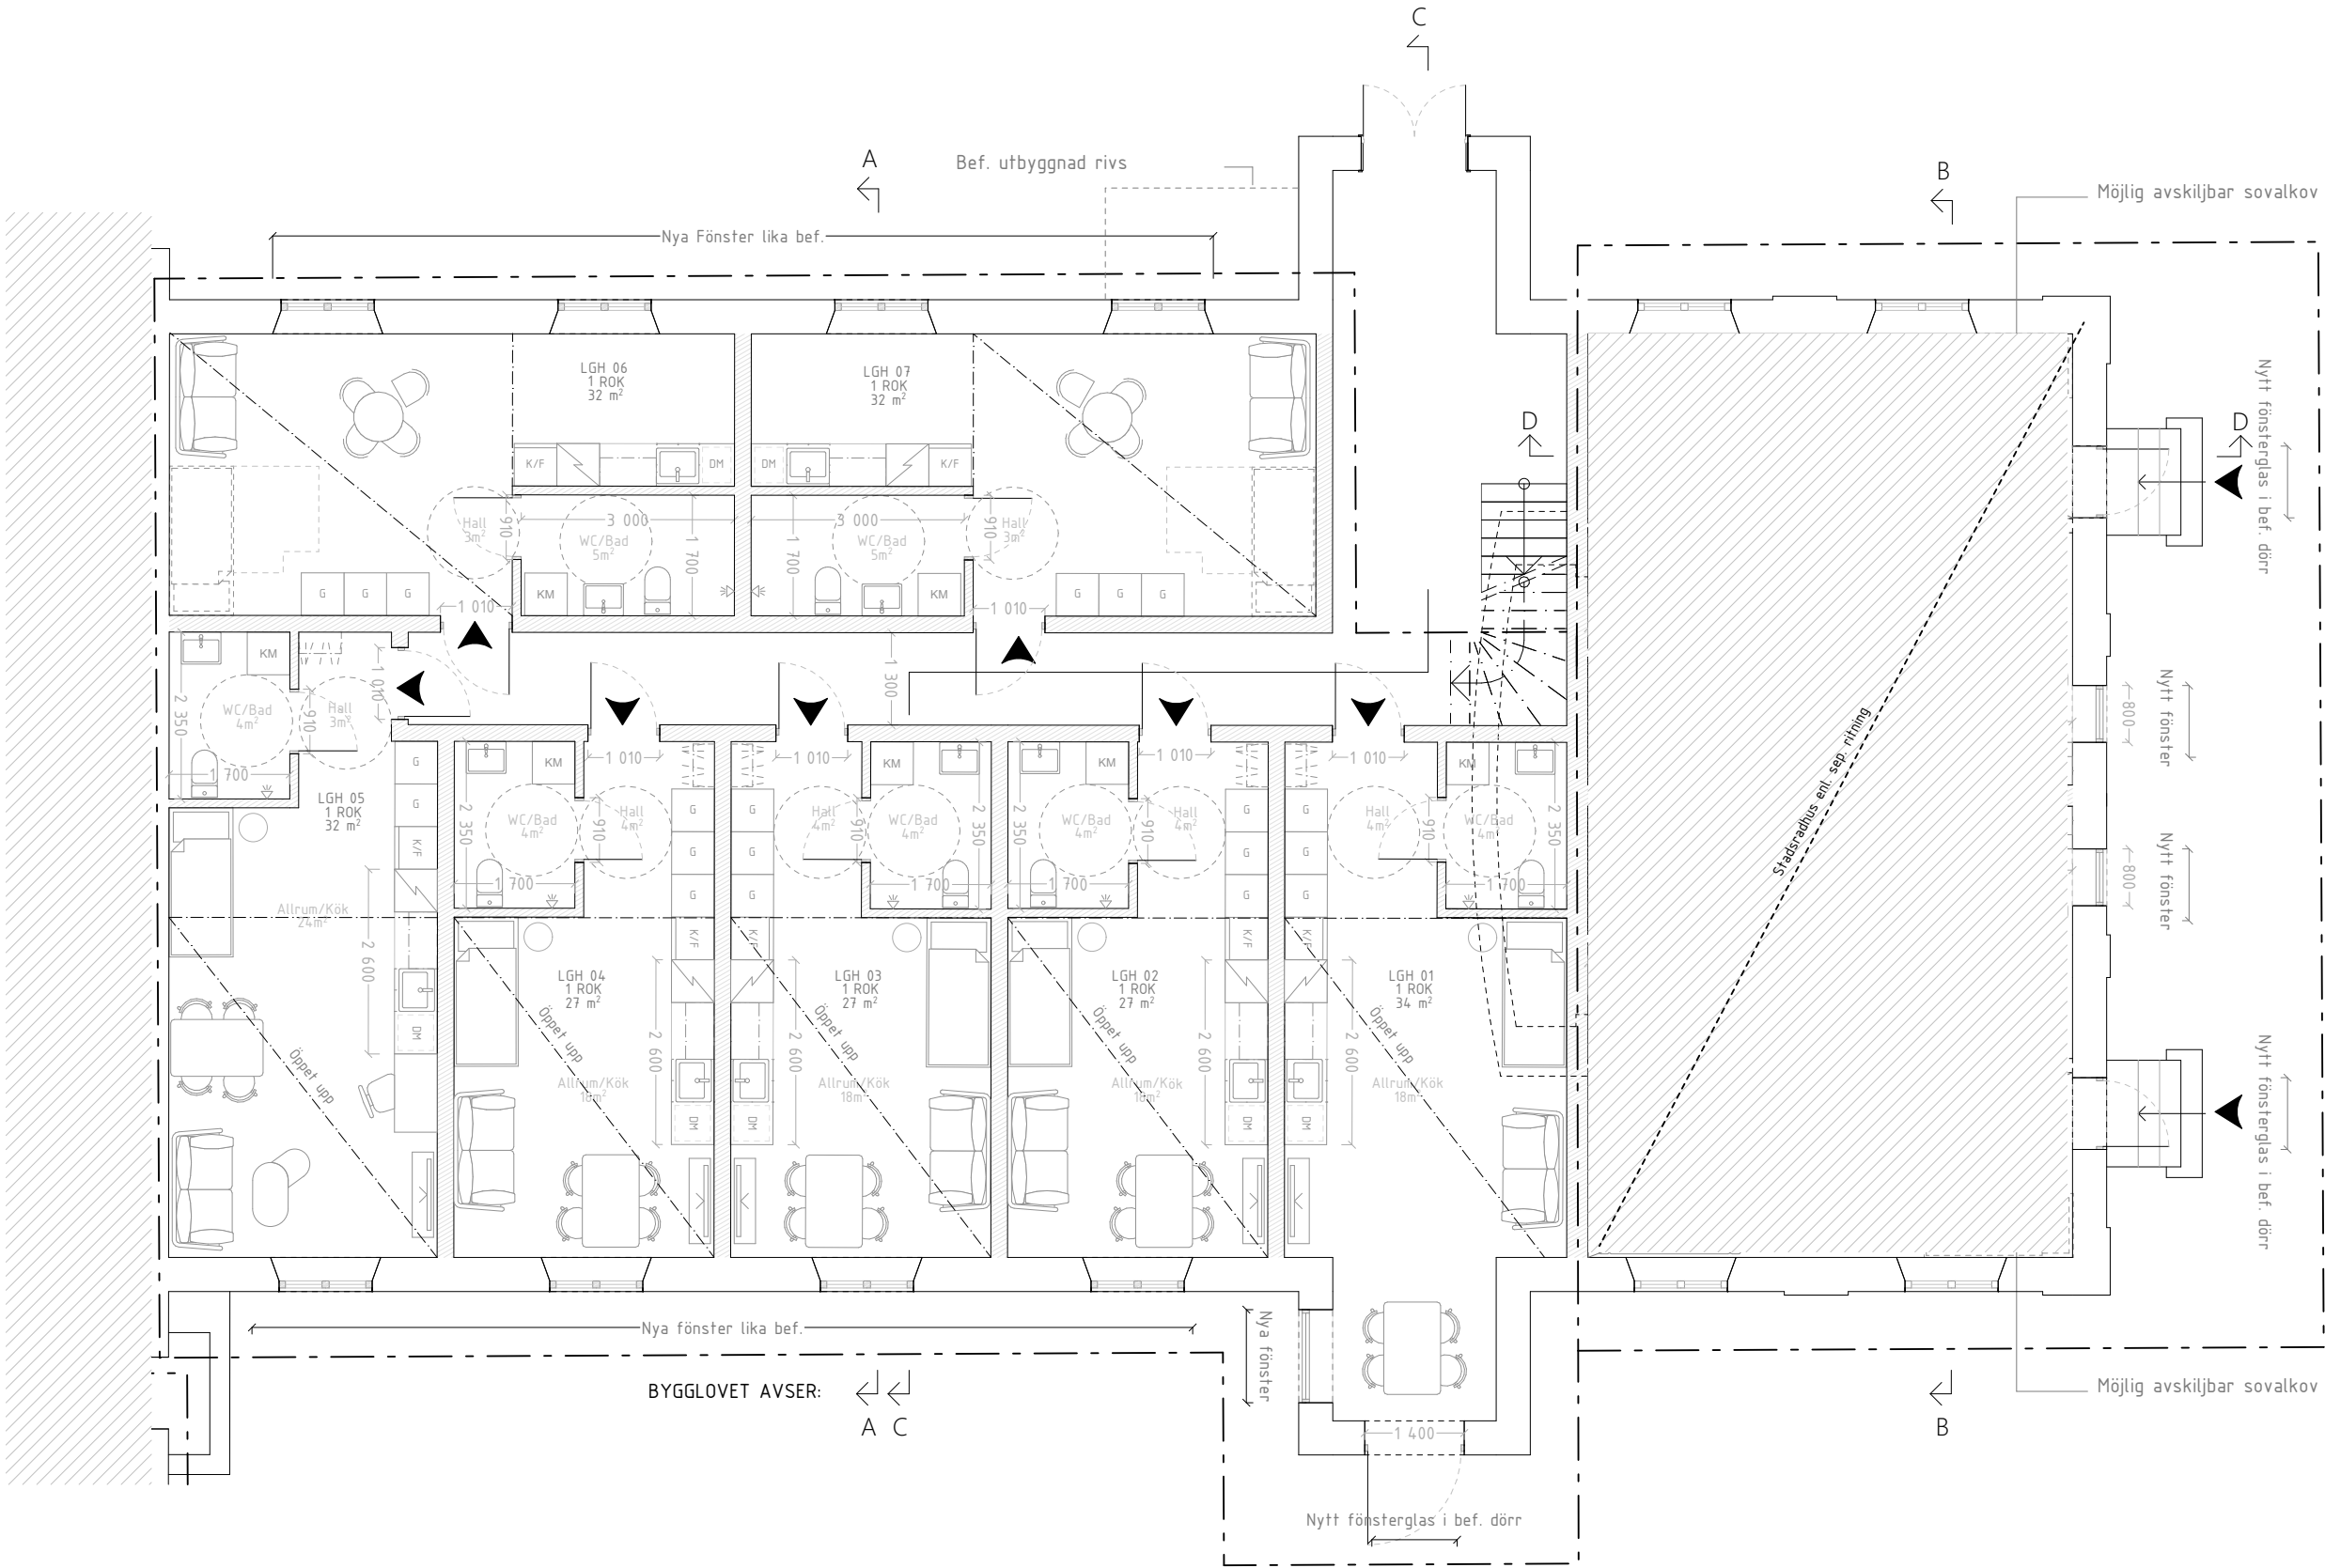 C
A
Bef. utbyggnad rivs
B
Möjlig avskiljbar sovalkov
Nya Fönster lika bef.
LGH 06
1 ROK
32 m²
LGH 07
1 ROK
32 m²
K/F
DM
DM
K/F
D
D
Nytt fönsterglas i bef. dörr
Hall
3m²
910
3 000
WC/Bad
5m²
1 700
1 700
3 000
WC/Bad
5m²
910
Hall
3m²
G
G
G
KM
KM
G
G
G
1 010
1 010
KM
2 350
WC/Bad
4m²
910
Hall
3m²
1 010
1 700
1 300
800
Nytt fönster
LGH 05
1 ROK
32 m²
G
G
K/F
Allrum/Kök
24m²
2 600
DM
Öppet upp
KM
1 010
2 350
WC/Bad
4m²
910
Hall
4m²
1 700
G
G
G
K/F
LGH 04
1 ROK
27 m²
Öppet upp
2 600
Allrum/Kök
18m²
DM
1 010
KM
G
G
G
Hall
4m²
910
WC/Bad
4m²
2 350
1 700
K/F
LGH 03
1 ROK
27 m²
Öppet upp
2 600
Allrum/Kök
18m²
DM
KM
1 010
2 350
WC/Bad
4m²
910
Hall
4m²
1 700
G
G
G
K/F
LGH 02
1 ROK
27 m²
Öppet upp
2 600
Allrum/Kök
18m²
DM
1 010
KM
G
G
G
Hall
4m²
910
WC/Bad
4m²
2 350
1 700
K/F
LGH 01
1 ROK
34 m²
Öppet upp
2 600
Allrum/Kök
18m²
DM
Stadsradhus enl. sep. ritning
800
Nytt fönster
Nytt fönsterglas i bef. dörr
Nya fönster lika bef.
Nya fönster
BYGGLOVET AVSER:
A
C
1 400
Möjlig avskiljbar sovalkov
B
Nytt fönsterglas i bef. dörr